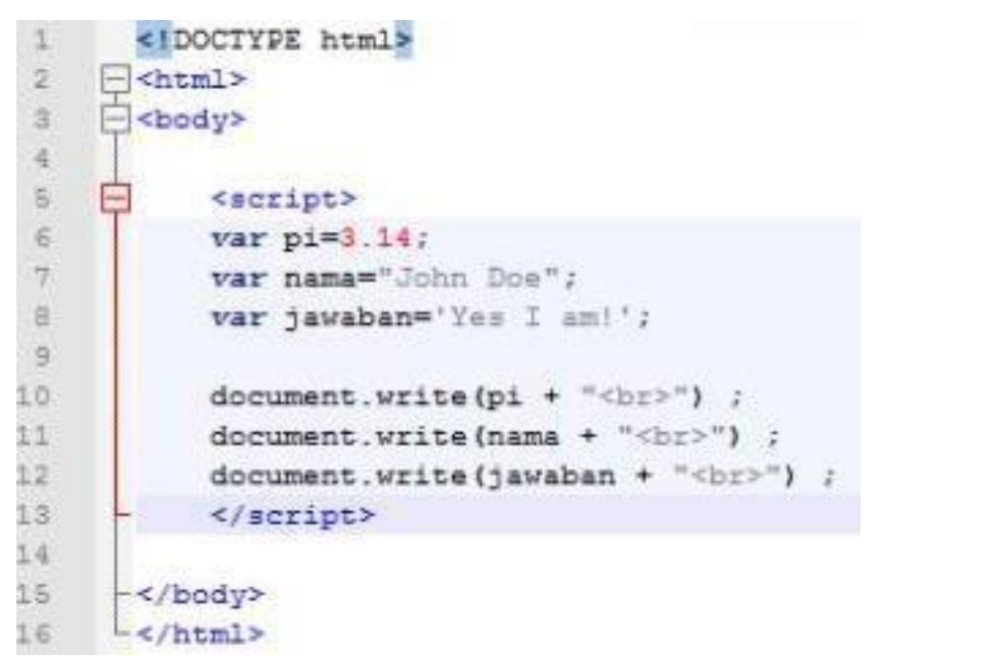 1 <!DOCTYPE html>
2 <html>
3 <body>
4
5 <script>
6 var pi=3.14;
7 var nama="John Doe";
8 var jawaban='Yes I am!';
9
10 document.write(pi + "<br>") ;
11 document.write(nama + "<br>") ;
12 document.write(jawaban + "<br>") ;
13 </script>
14
15 </body>
16 </html>